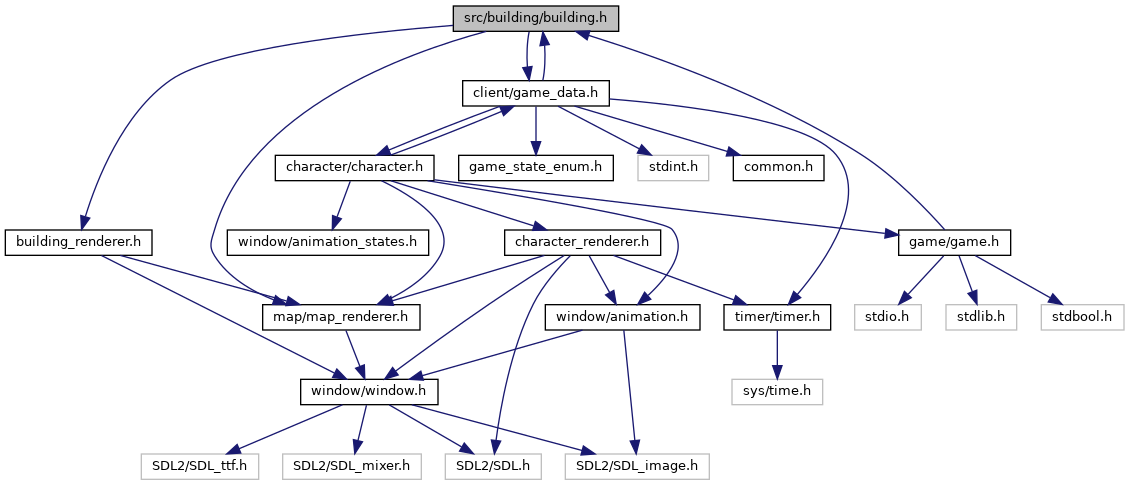 src/building/building.h
client/game_data.h
character/character.h
game_state_enum.h
stdint.h
common.h
building_renderer.h
window/animation_states.h
character_renderer.h
game/game.h
map/map_renderer.h
window/animation.h
timer/timer.h
stdio.h
stdlib.h
stdbool.h
window/window.h
sys/time.h
SDL2/SDL_ttf.h
SDL2/SDL_mixer.h
SDL2/SDL.h
SDL2/SDL_image.h